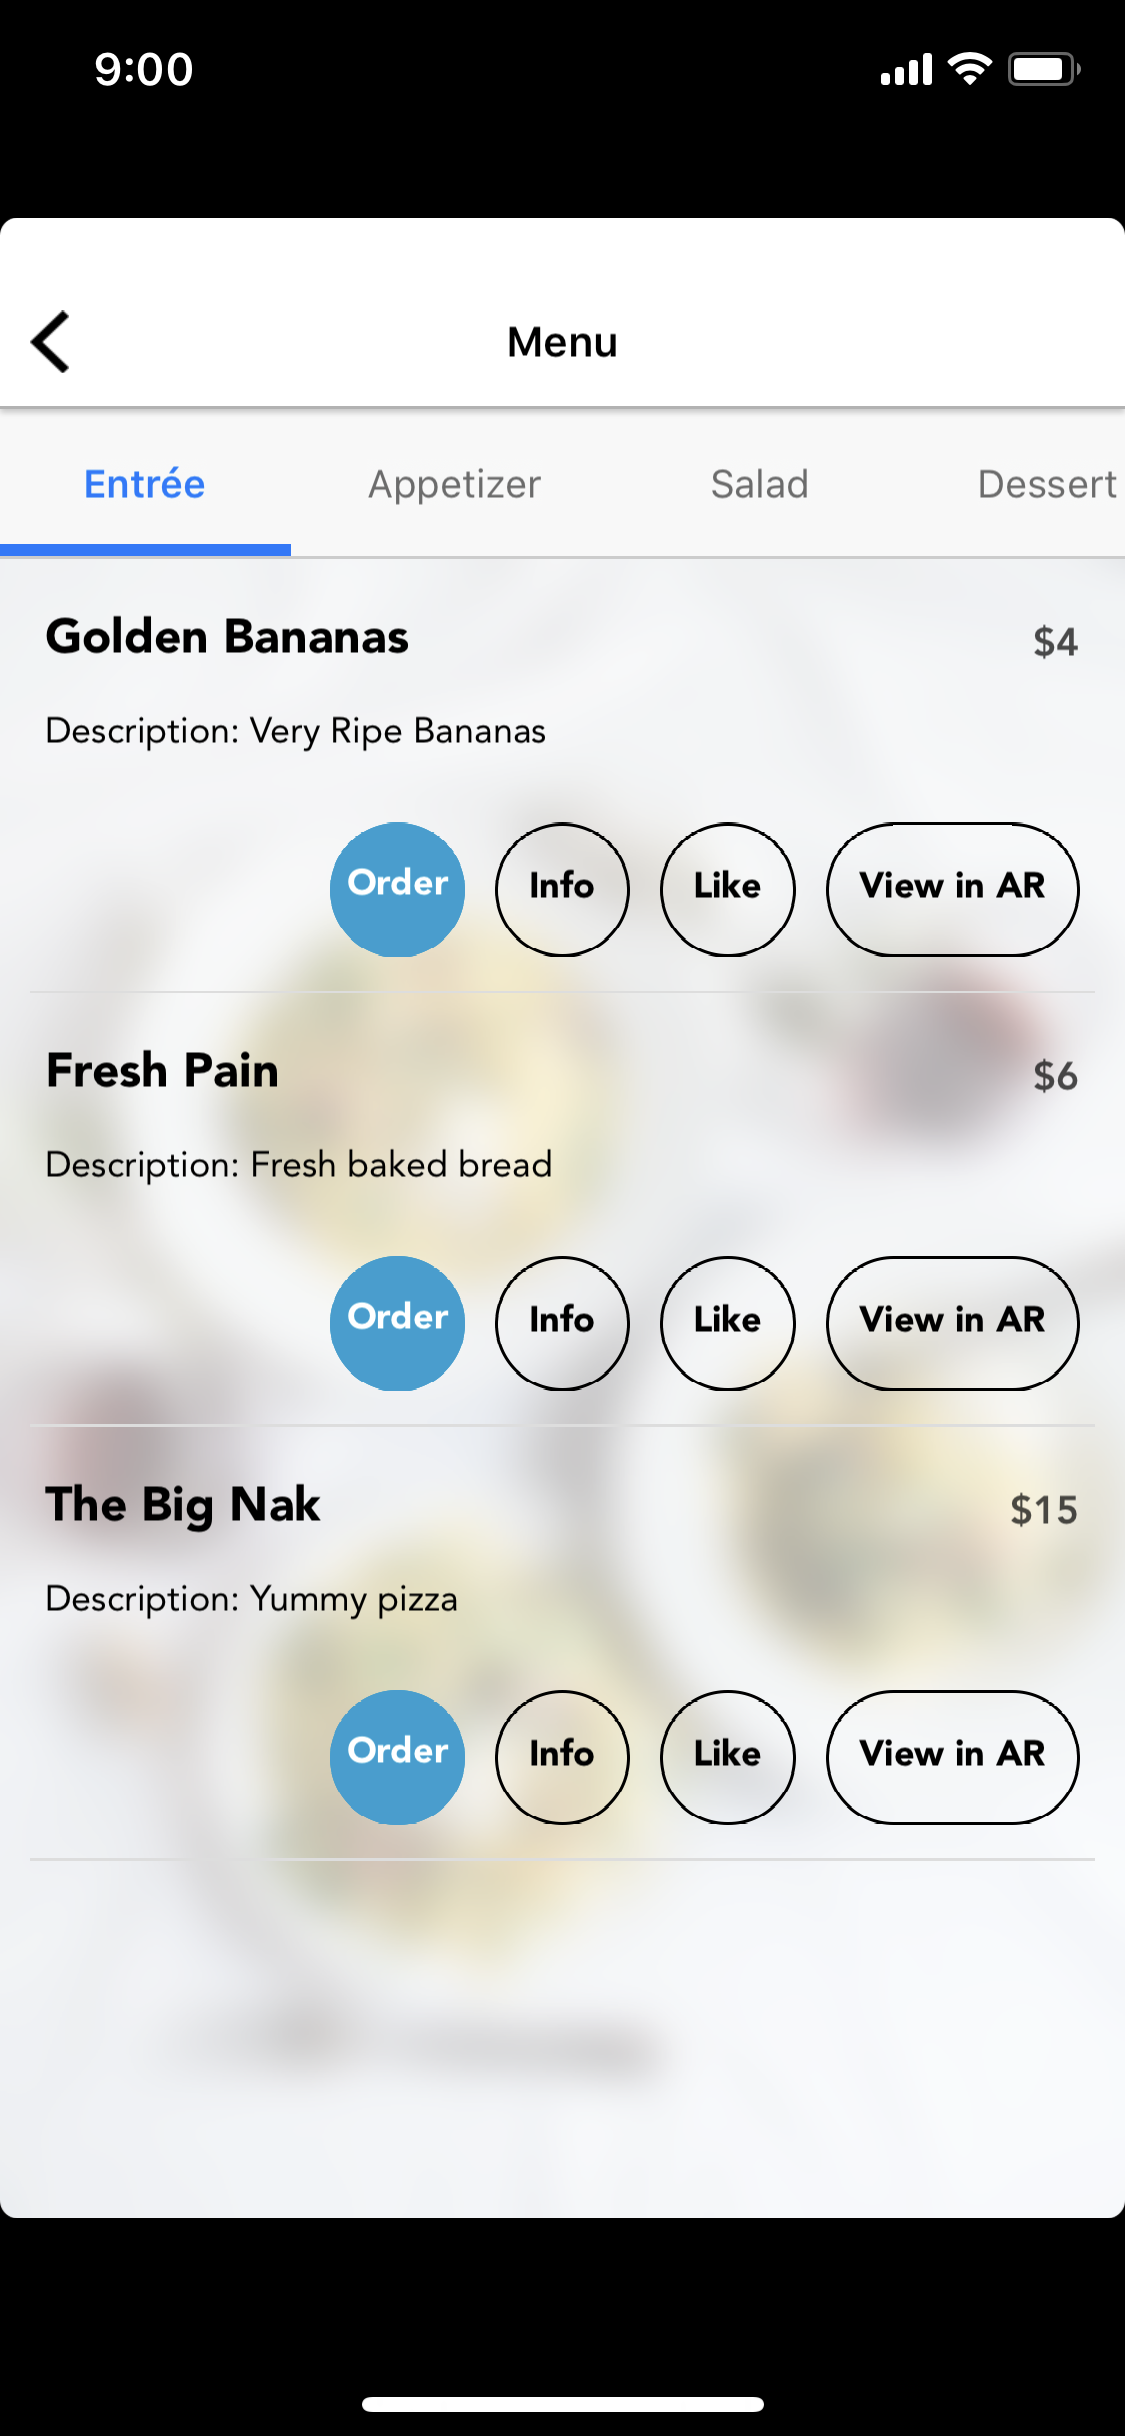 9:00
Menu
Entrée Appetizer Salad Dessert
Golden Bananas $4
Description: Very Ripe Bananas
Order Info Like View in AR
Fresh Pain $6
Description: Fresh baked bread
Order Info Like View in AR
The Big Nak $15
Description: Yummy pizza
Order Info Like View in AR